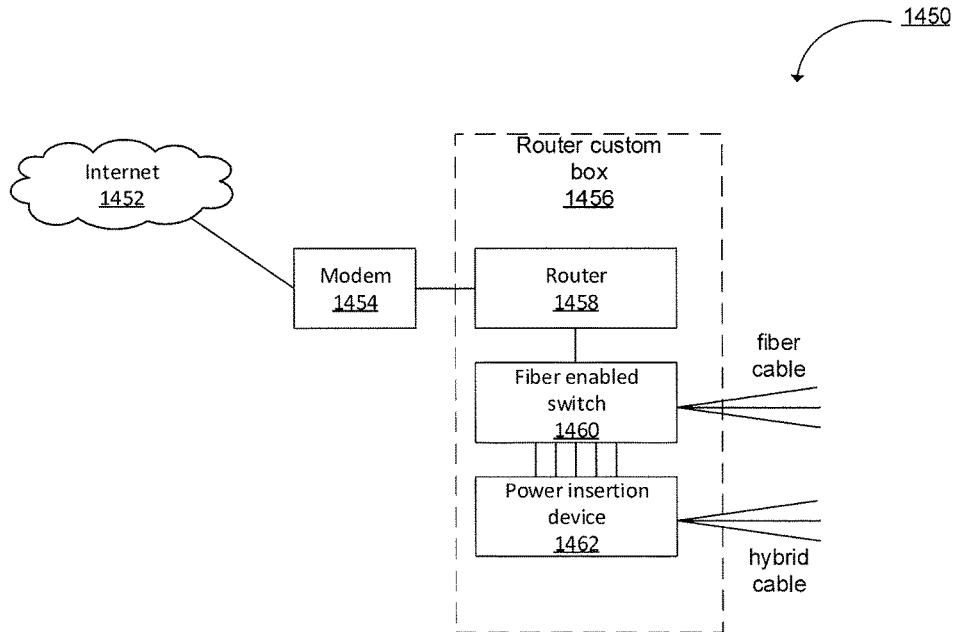 1450
Internet
1452
Modem
1454
Router custom
box
1456
Router
1458
Fiber enabled
switch
1460
Power insertion
device
1462
fiber
cable
hybrid
cable